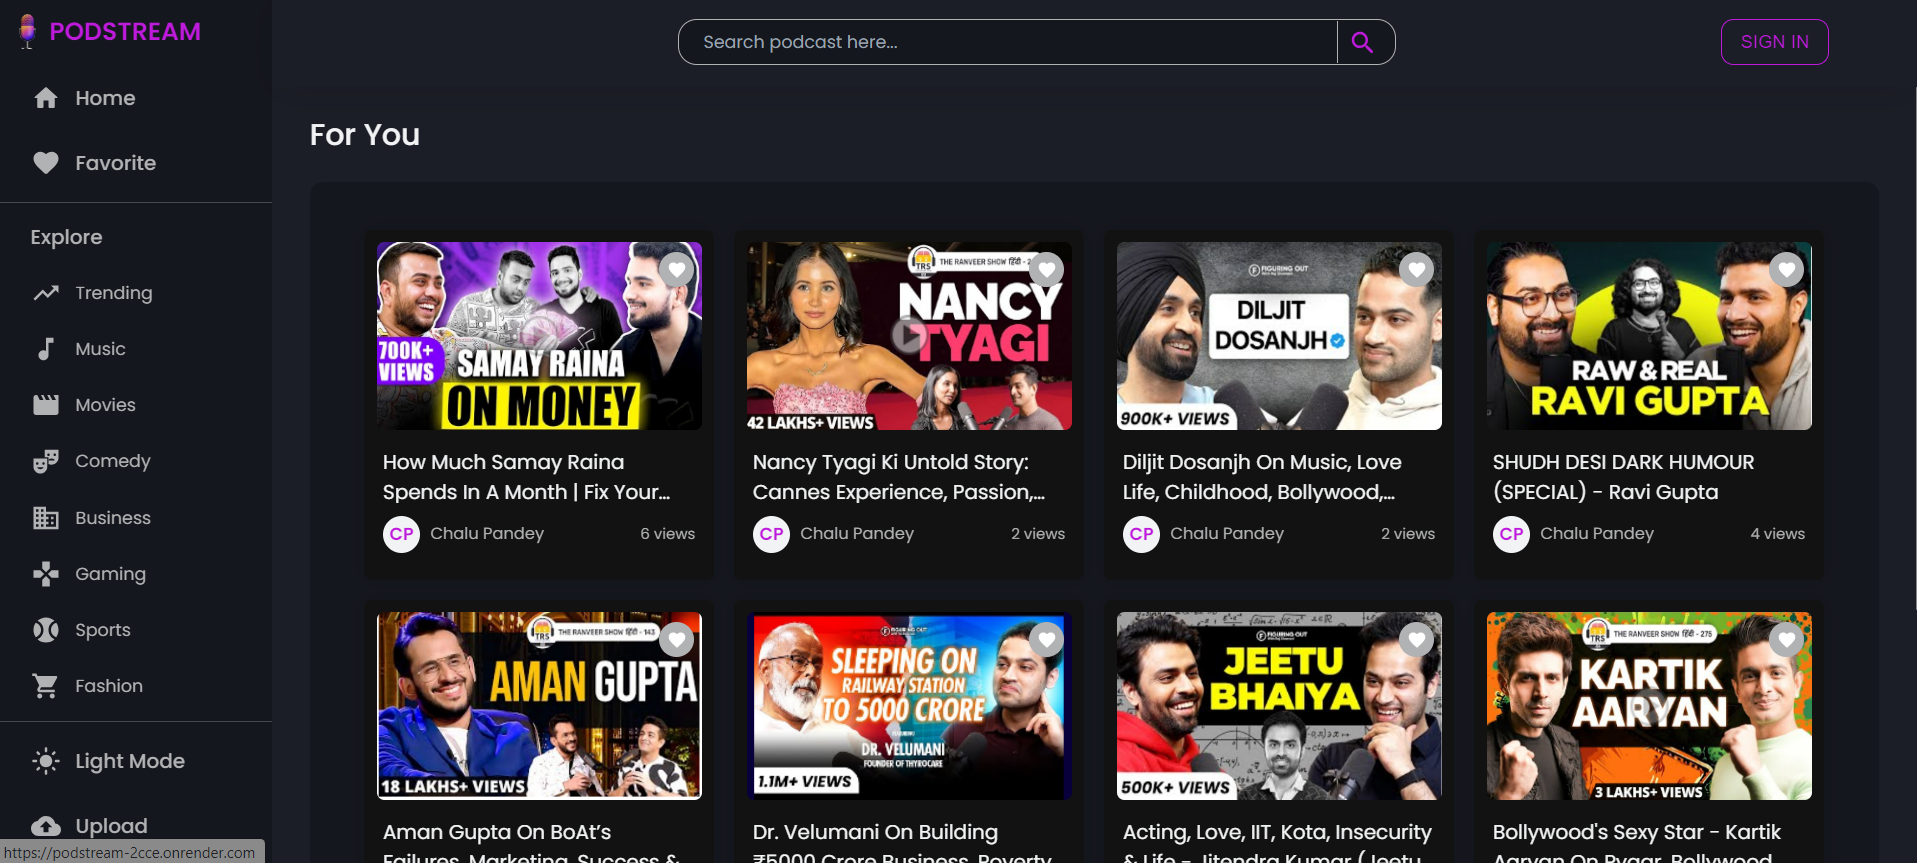 PODSTREAM
Search podcast here...
SIGN IN
Home
Favorite
Explore
Trending
Music
Movies
Comedy
Business
Gaming
Sports
Fashion
Light Mode
Upload
https://podstream-2cce.onrender.com
For You
700K+
VIEWS
SAMAY RAINA
ON MONEY
How Much Samay Raina
Spends In A Month | Fix Your...
CP Chalu Pandey 6 views
TRS THE RANVEER SHOW हिंदी - 2
NANCY
TYAGI
42 LAKHS+ VIEWS
Nancy Tyagi Ki Untold Story:
Cannes Experience, Passion,...
CP Chalu Pandey 2 views
FIGURING OUT
DILJIT
DOSANJH
900K+ VIEWS
Diljit Dosanjh On Music, Love
Life, Childhood, Bollywood,...
CP Chalu Pandey 2 views
RAW & REAL
RAVI GUPTA
SHUDH DESI DARK HUMOUR
(SPECIAL) - Ravi Gupta
CP Chalu Pandey 4 views
TRS THE RANVEER SHOW हिंदी - 143
AMAN GUPTA
18 LAKHS+ VIEWS
Aman Gupta On BoAt’s
Failures, Marketing, Success &
FIGURING OUT
SLEEPING ON
RAILWAY STATION
TO 5000 CRORE
FEATURING
DR. VELUMANI
FOUNDER OF THYROCARE
1.1M+ VIEWS
Dr. Velumani On Building
₹5000 Crore Business, Poverty
FIGURING OUT
JEETU
BHAIYA
500K+ VIEWS
Acting, Love, IIT, Kota, Insecurity
& Life - Jitendra Kumar (Jeetu
TRS THE RANVEER SHOW हिंदी - 275
KARTIK
AARYAN
3 LAKHS+ VIEWS
Bollywood's Sexy Star - Kartik
Aaryan On Pyaar, Bollywood